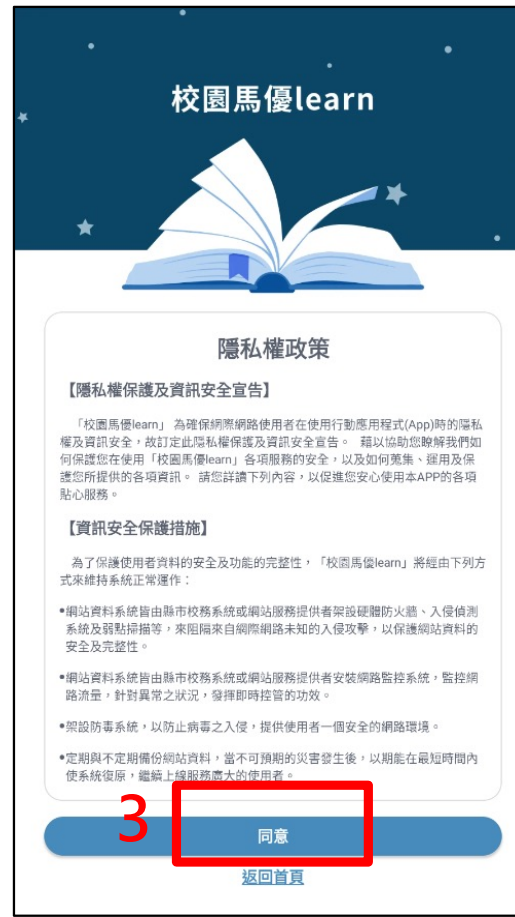 校園馬優learn
隱私權政策
【隱私權保護及資訊安全宣告】
「校園馬優learn」 為確保網際網路使用者在使用行動應用程式(App)時的隱私
權及資訊安全，故訂定此隱私權保護及資訊安全宣告。 藉以協助您瞭解我們如
何保護您在使用「校園馬優learn」各項服務的安全，以及如何蒐集、運用及保
護您所提供的各項資訊。 請您詳讀下列內容，以促進您安心使用本APP的各項
貼心服務。
【資訊安全保護措施】
為了保護使用者資料的安全及功能的完整性，「校園馬優learn」將經由下列方
式來維持系統正常運作：
•網站資料系統皆由縣市校務系統或網站服務提供者架設硬體防火牆、入侵偵測
系統及弱點掃描等，來阻隔來自網際網路未知的入侵攻擊，以保護網站資料的
安全及完整性。
•網站資料系統皆由縣市校務系統或網站服務提供者安裝網路監控系統，監控網
路流量，針對異常之狀況，發揮即時控管的功效。
•架設防毒系統，以防止病毒之入侵，提供使用者一個安全的網路環境。
•定期與不定期備份網站資料，當不可預期的災害發生後，以期能在最短時間內
使系統復原，繼續上線服務廣大的使用者。
3
同意
返回首頁